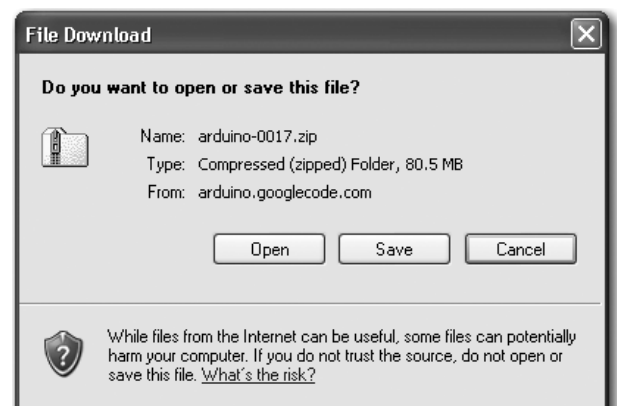 File Download
Do you want to open or save this file?
Name: arduino-0017.zip
Type: Compressed (zipped) Folder, 80.5 MB
From: arduino.googlecode.com
Open Save Cancel
While files from the Internet can be useful, some files can potentially
harm your computer. If you do not trust the source, do not open or
save this file. What's the risk?